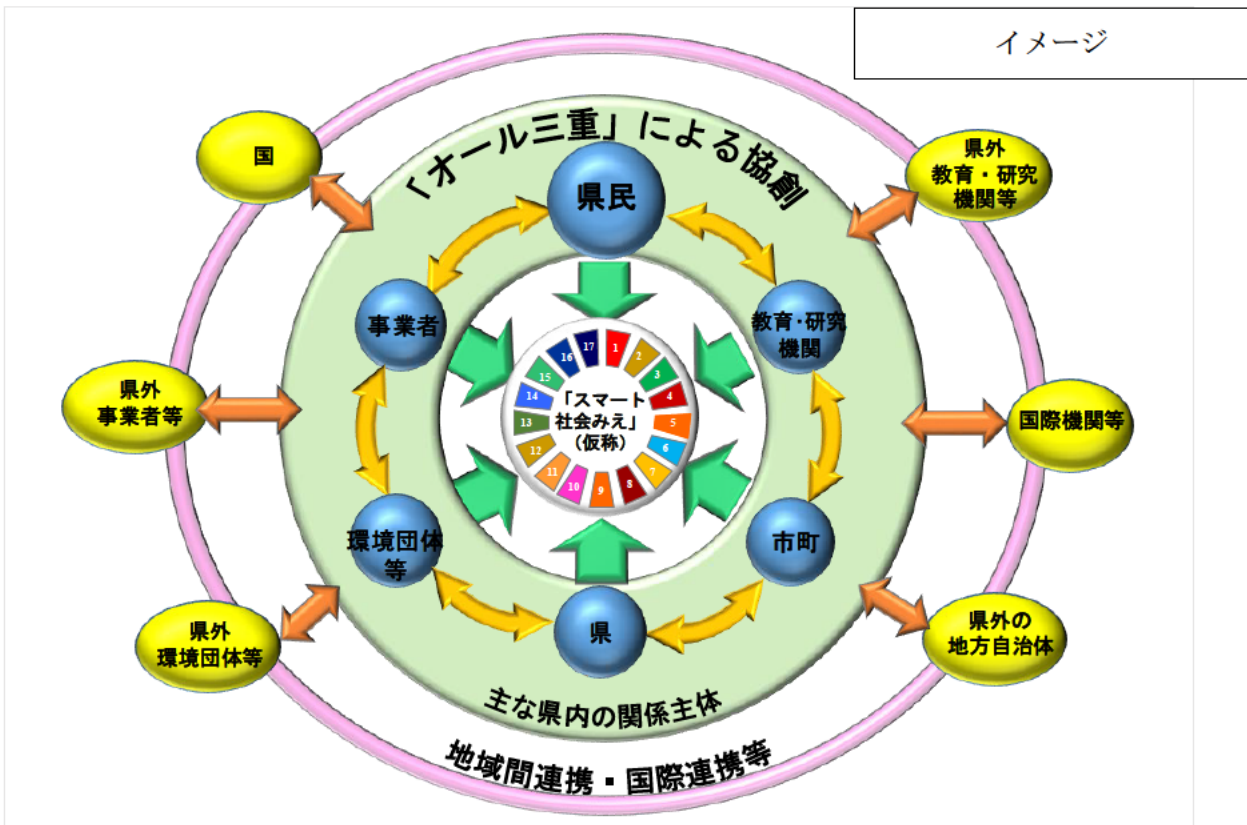 イメージ
「オール三重」による協創
国
県外
教育・研究
機関等
県民
事業者
教育・研究
機関
県外
事業者等
国際機関等
「スマート
社会みえ」
（仮称）
1
2
3
4
5
6
7
8
9
10
11
12
13
14
15
16
17
環境団体
等
市町
県
県外
環境団体等
県外の
地方自治体
主な県内の関係主体
地域間連携・国際連携等